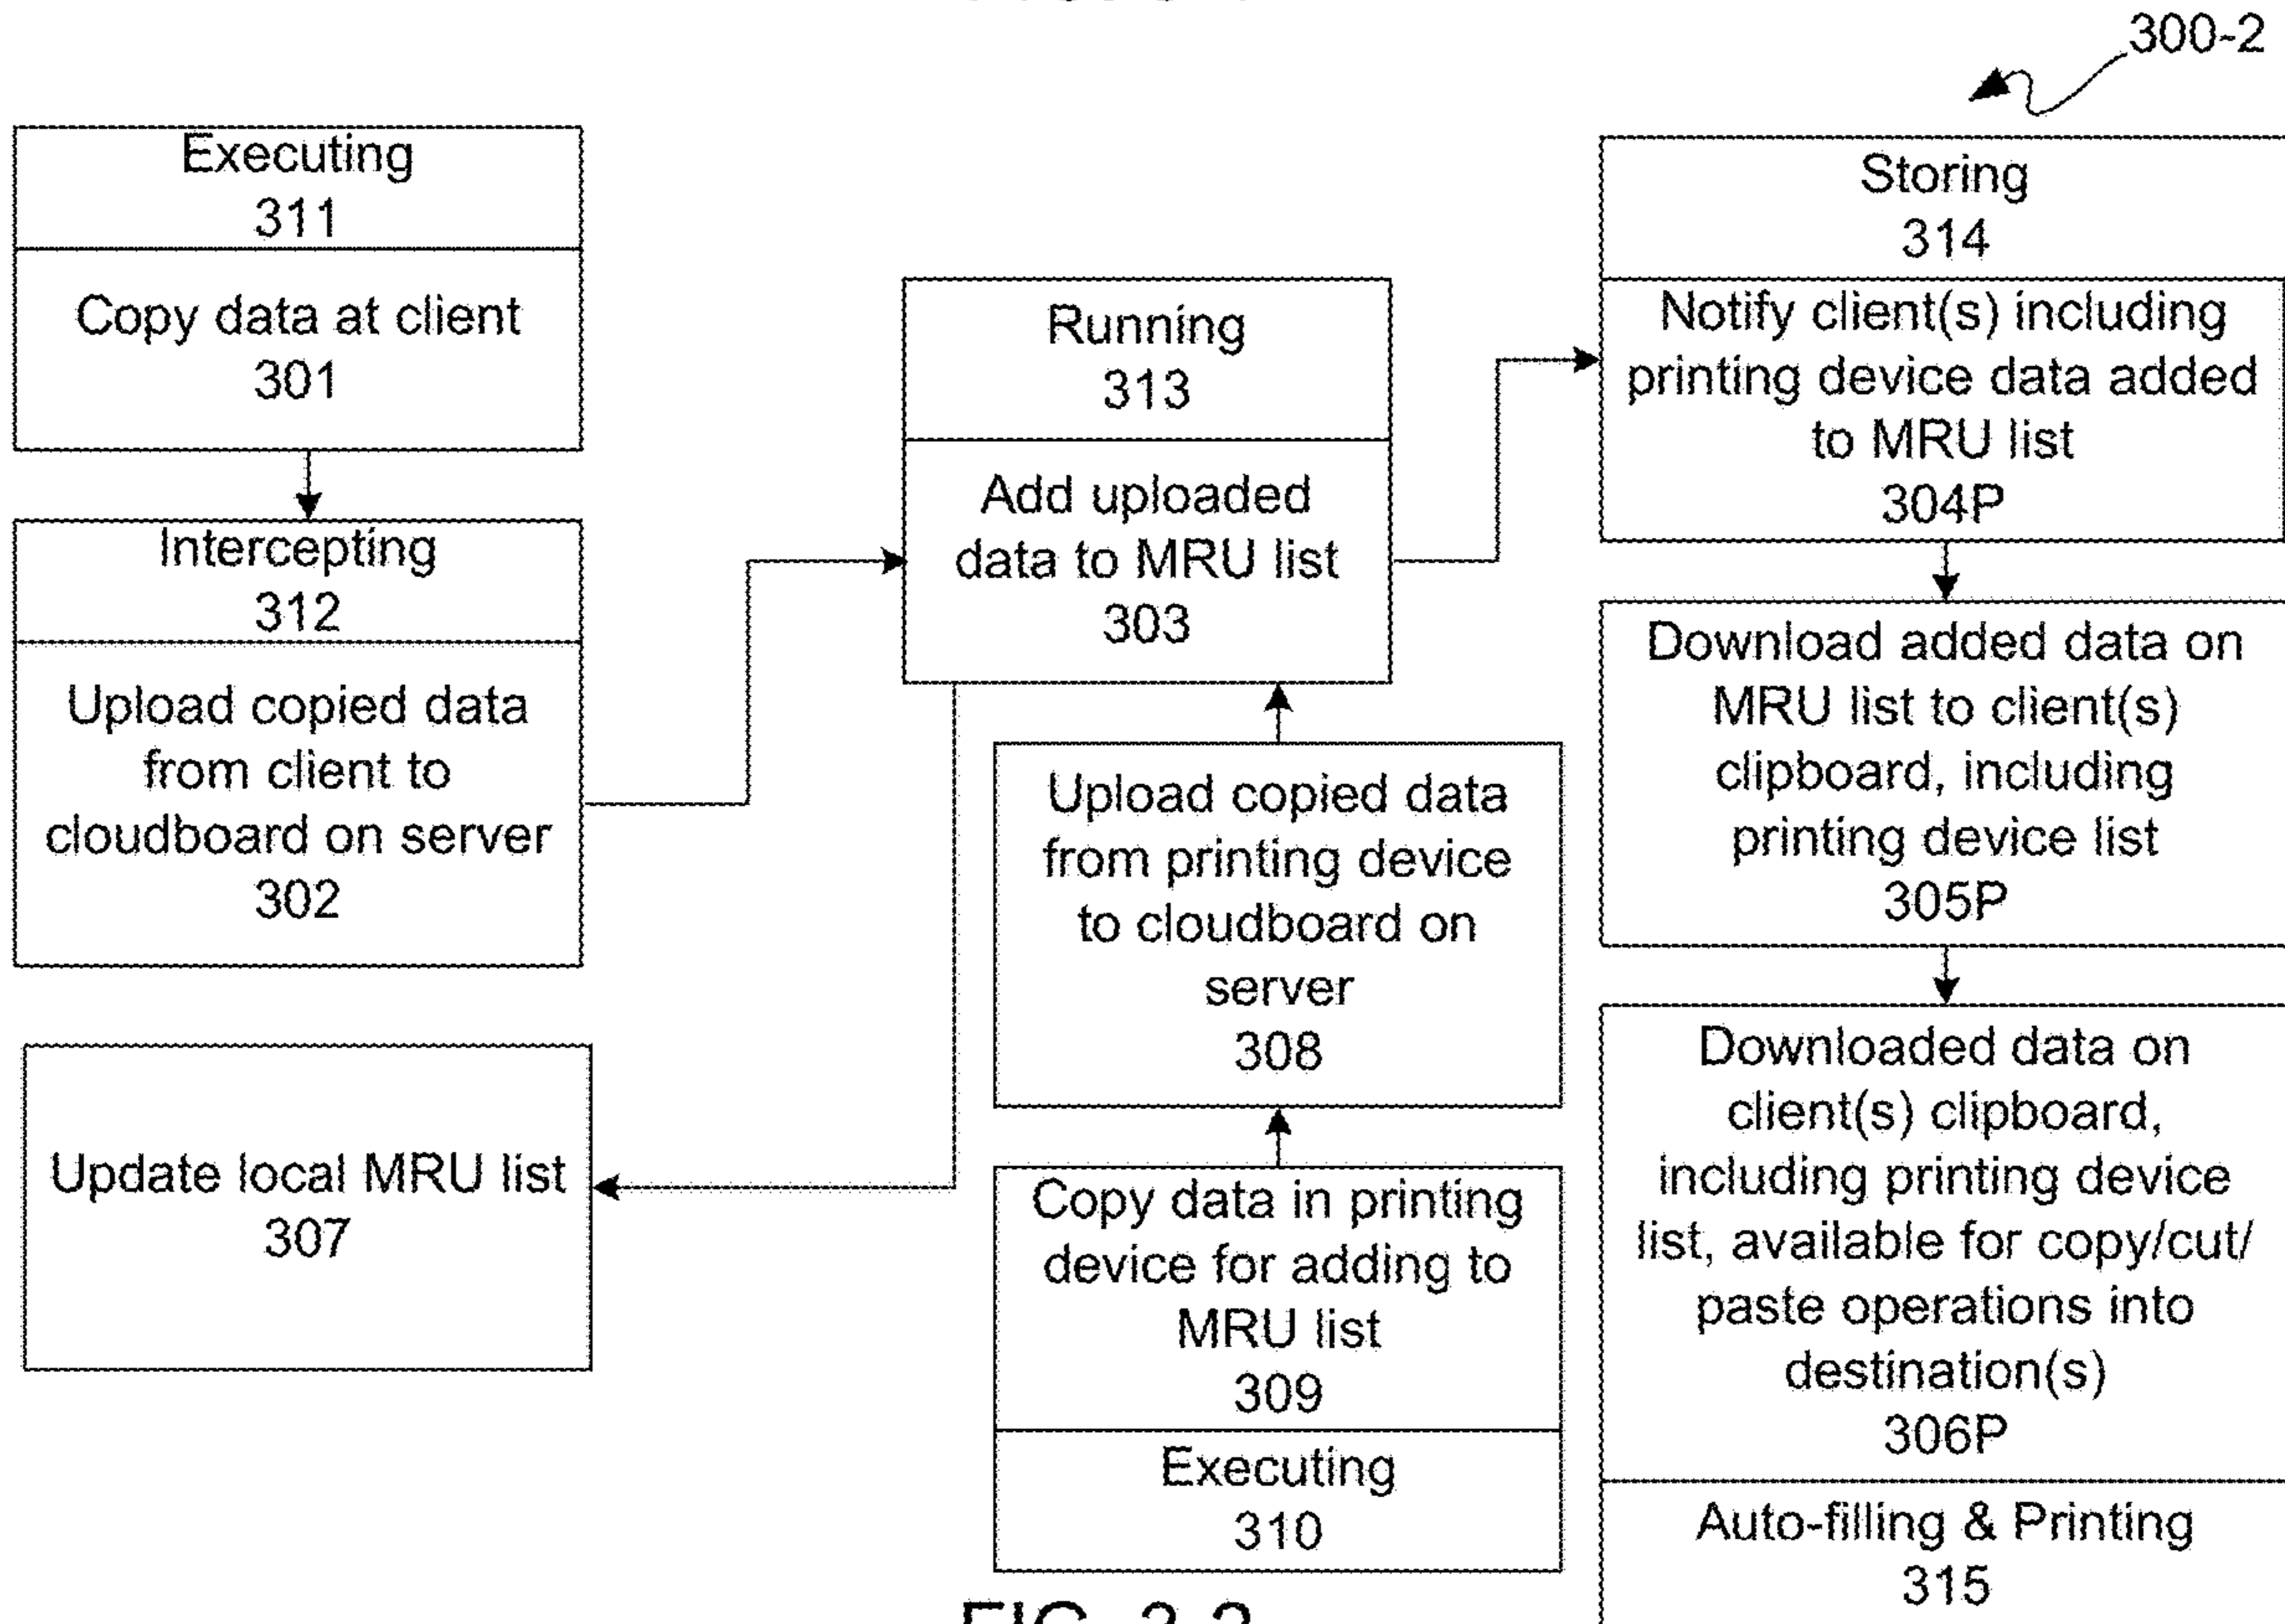 300-2
Executing
311
Copy data at client
301
Intercepting
312
Upload copied data
from client to
cloudboard on server
302
Update local MRU list
307
Running
313
Add uploaded
data to MRU list
303
Upload copied data
from printing device
to cloudboard on
server
308
Copy data in printing
device for adding to
MRU list
309
Executing
310
Storing
314
Notify client(s) including
printing device data added
to MRU list
304P
Download added data on
MRU list to client(s)
clipboard, including
printing device list
305P
Downloaded data on
client(s) clipboard,
including printing device
list, available for copy/cut/
paste operations into
destination(s)
306P
Auto-filling & Printing
315